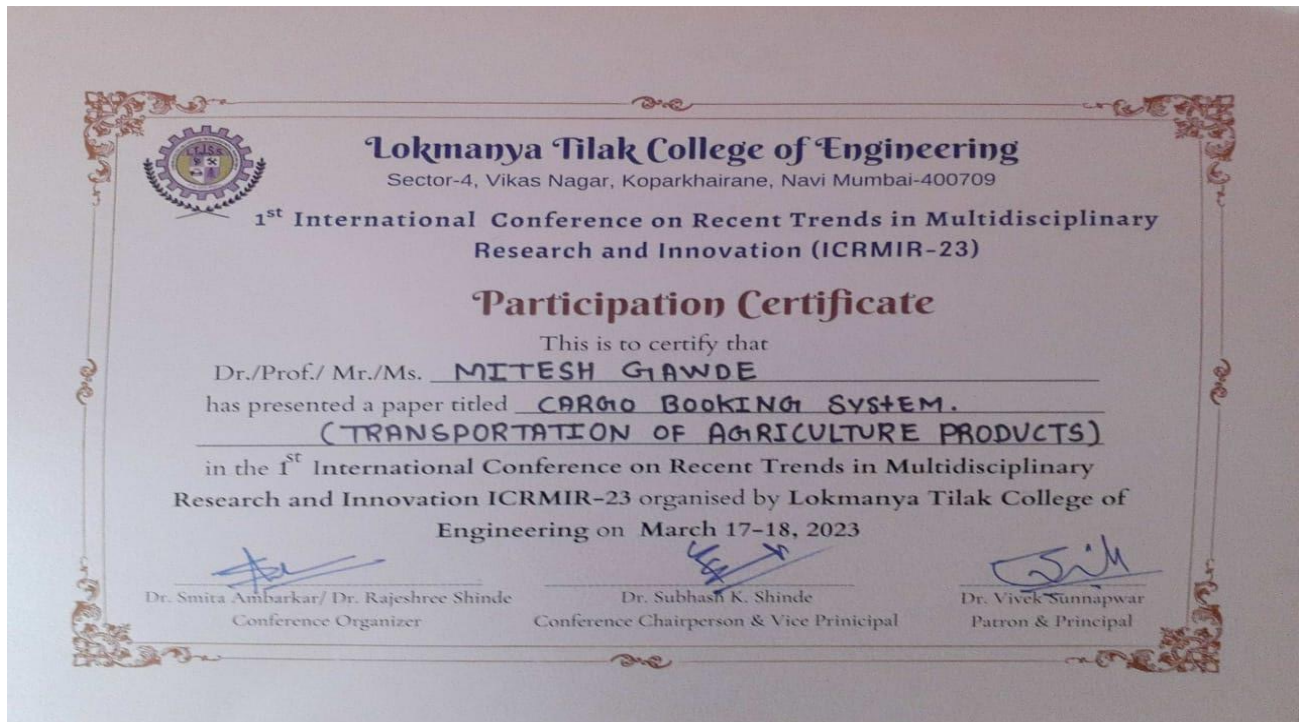 LTJSS
Lokmanya Tilak College of Engineering
Sector-4, Vikas Nagar, Koparkhairane, Navi Mumbai-400709
1st International Conference on Recent Trends in Multidisciplinary
Research and Innovation (ICRMIR-23)
Participation Certificate
This is to certify that
Dr./Prof./ Mr./Ms. MITESH GAWDE
has presented a paper titled CARGO BOOKING SYStEM.
(TRANSPORTATION OF AGRICULTURE PRODUCTS)
in the 1st International Conference on Recent Trends in Multidisciplinary
Research and Innovation ICRMIR-23 organised by Lokmanya Tilak College of
Engineering on March 17-18, 2023
Dr. Smita Ambarkar/ Dr. Rajeshree Shinde Dr. Subhash K. Shinde Dr. Vivek Sunnapwar
Conference Organizer Conference Chairperson & Vice Prinicipal Patron & Principal